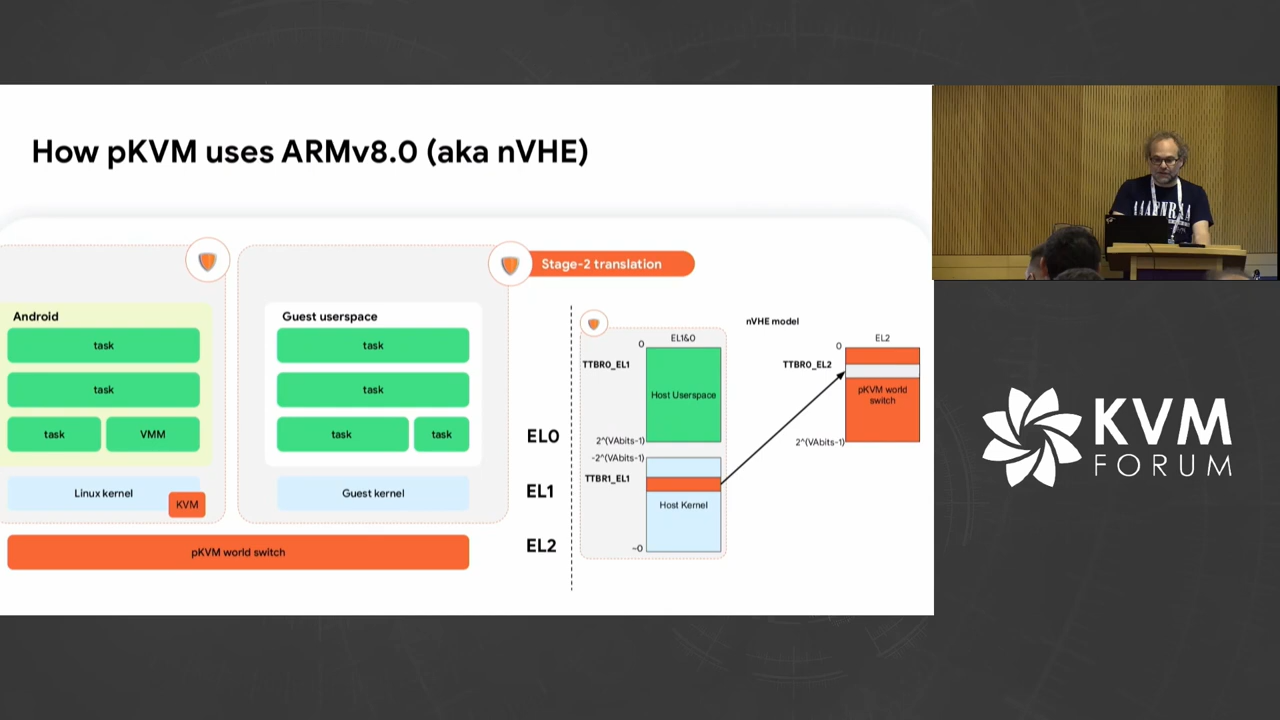 How pKVM uses ARMv8.0 (aka nVHE)
Stage-2 translation
Android
task
task
task
VMM
Linux kernel
KVM
Guest userspace
task
task
task
task
Guest kernel
pKVM world switch
EL0
EL1
EL2
nVHE model
EL1&0
0
TTBR0_EL1
Host Userspace
2^(VAbits-1)
-2^(VAbits-1)
TTBR1_EL1
Host Kernel
~0
EL2
0
TTBR0_EL2
pKVM world
switch
2^(VAbits-1)
KVM
FORUM